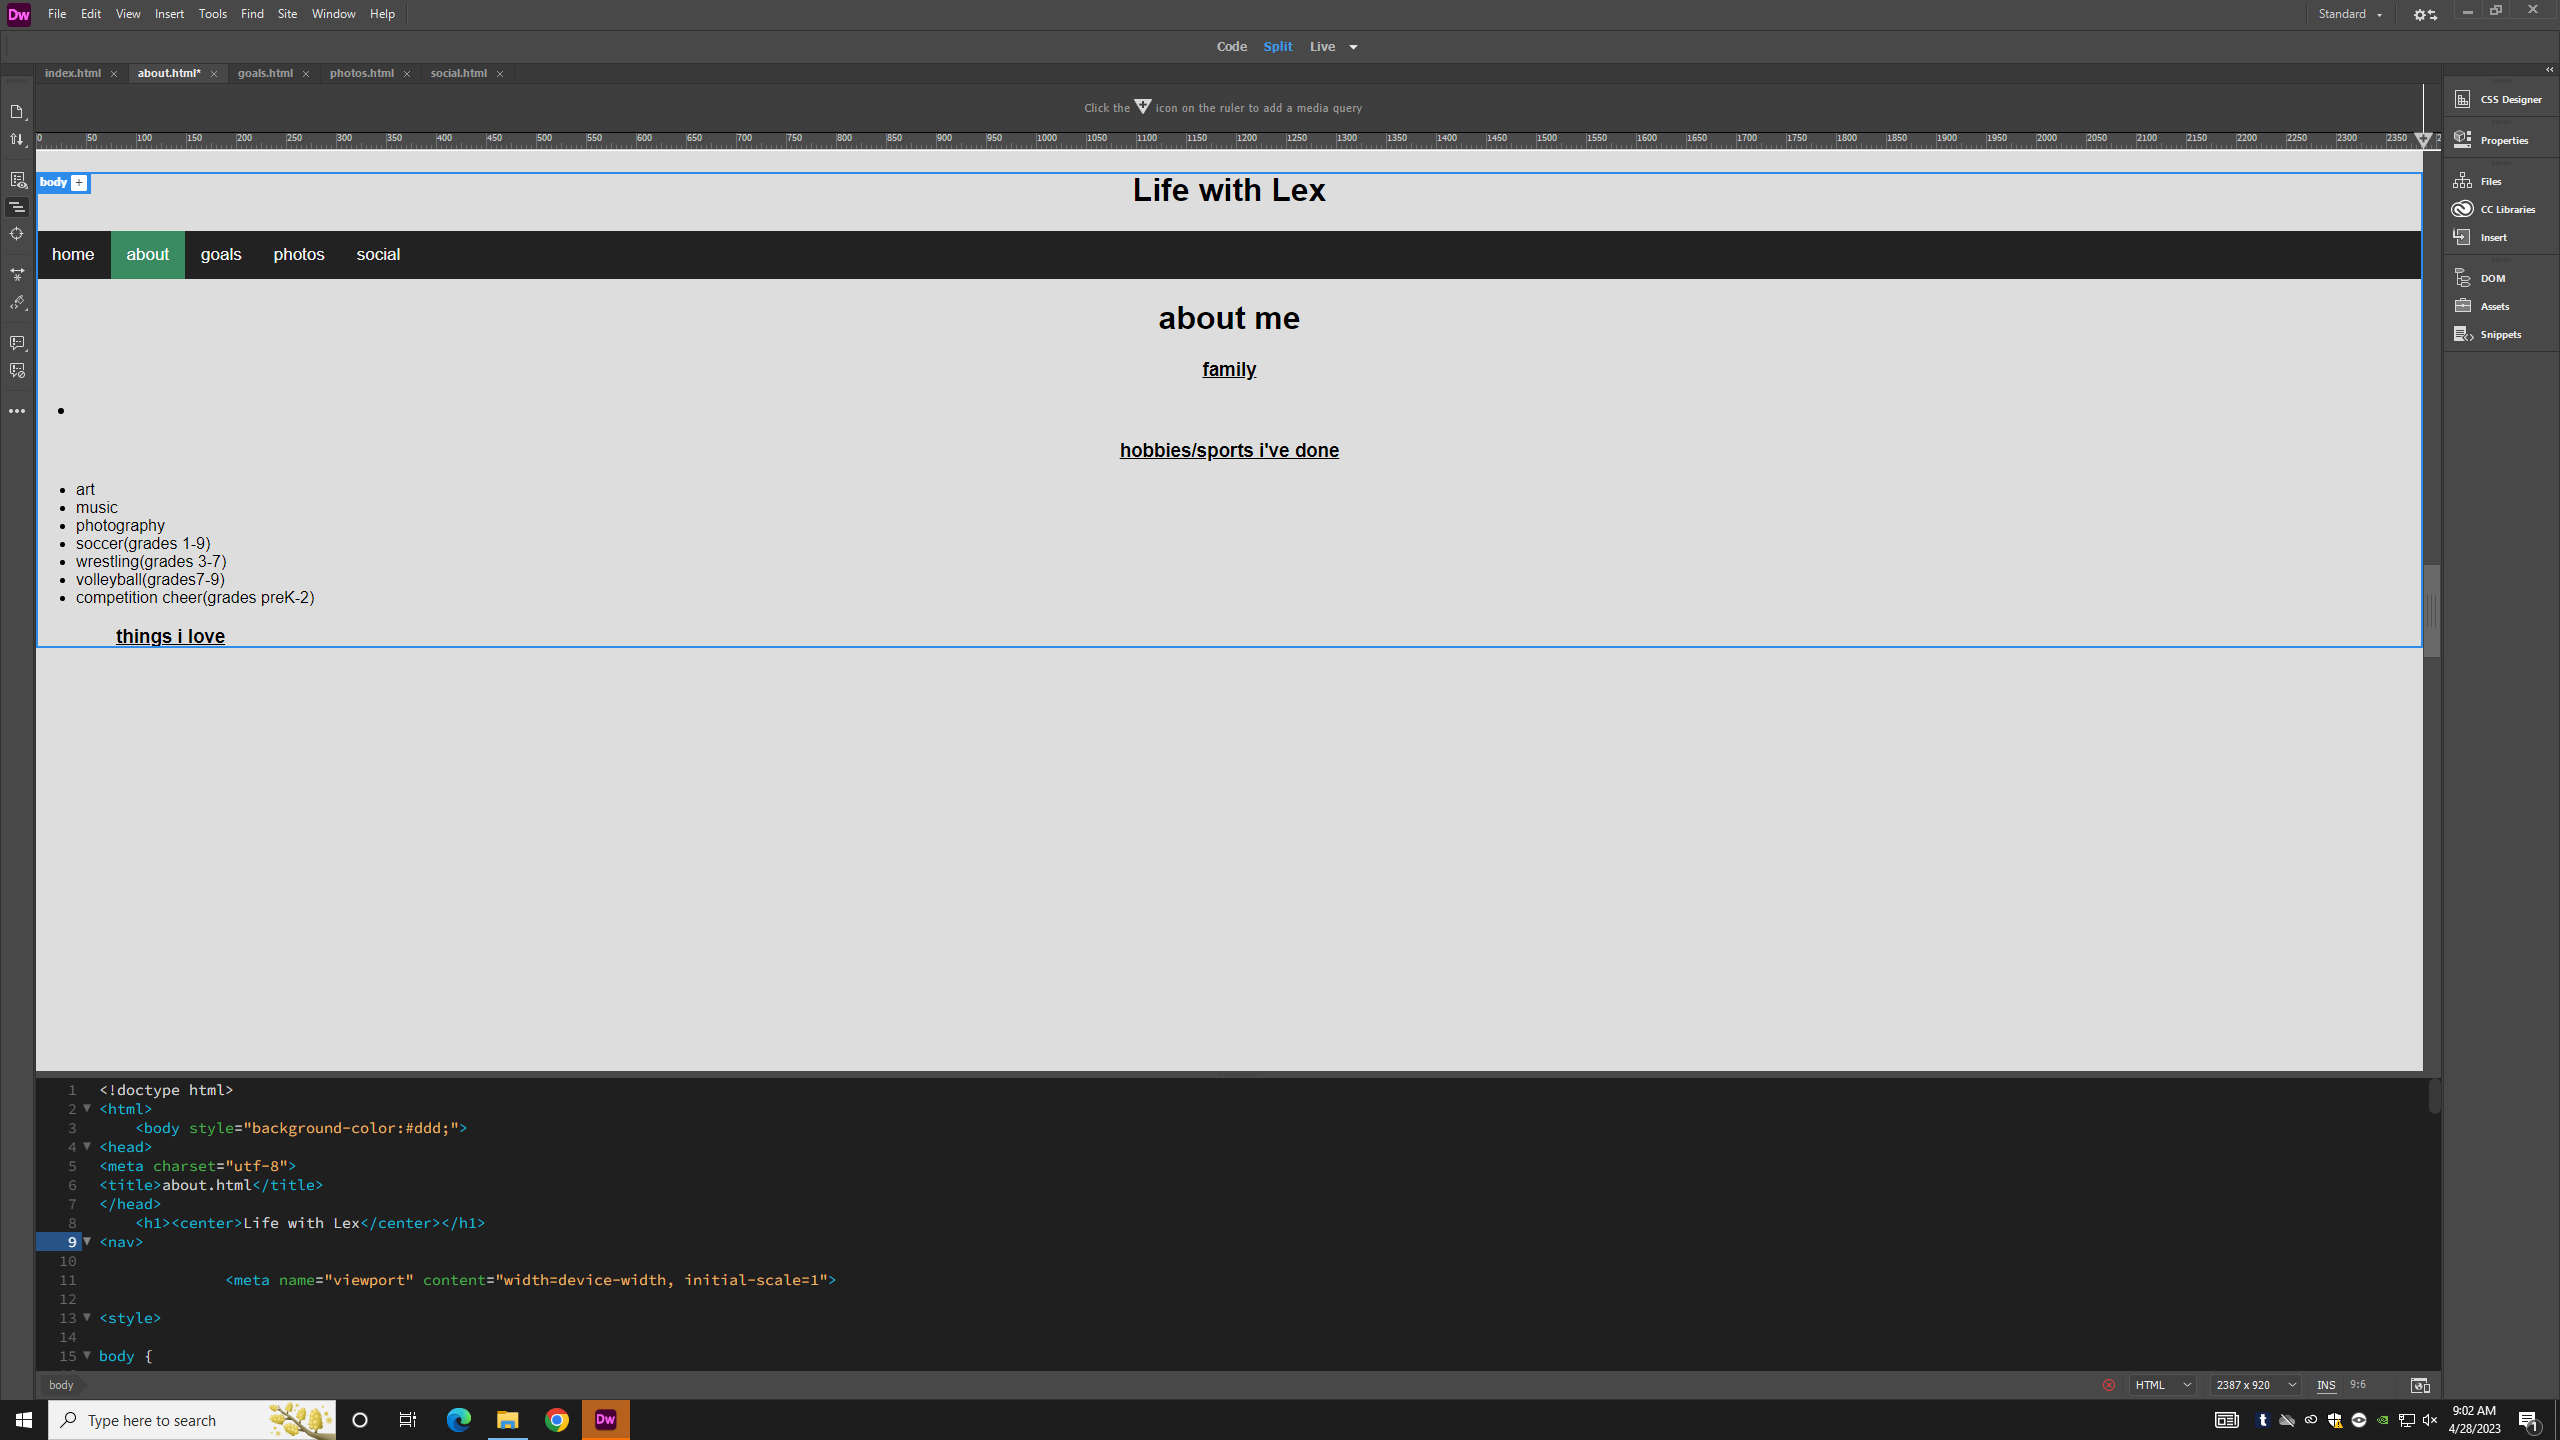 Dw File Edit View Insert Tools Find Site Window Help Standard
Code Split Live
index.html about.html* goals.html photos.html social.html
Click the icon on the ruler to add a media query
0 50 100 150 200 250 300 350 400 450 500 550 600 650 700 750 800 850 900 950 1000 1050 1100 1150 1200 1250 1300 1350 1400 1450 1500 1550 1600 1650 1700 1750 1800 1850 1900 1950 2000 2050 2100 2150 2200 2250 2300 2350
body +
Life with Lex
home about goals photos social
about me
family
hobbies/sports i've done
art
music
photography
soccer(grades 1-9)
wrestling(grades 3-7)
volleyball(grades7-9)
competition cheer(grades preK-2)
things i love
CSS Designer
Properties
Files
CC Libraries
Insert
DOM
Assets
Snippets
1 <!doctype html>
2 <html>
3 <body style="background-color:#ddd;">
4 <head>
5 <meta charset="utf-8">
6 <title>about.html</title>
7 </head>
8 <h1><center>Life with Lex</center></h1>
9 <nav>
10
11 <meta name="viewport" content="width=device-width, initial-scale=1">
12
13 <style>
14
15 body {
body HTML 2387 x 920 INS 9:6
Type here to search Dw t 9:02 AM
4/28/2023 1